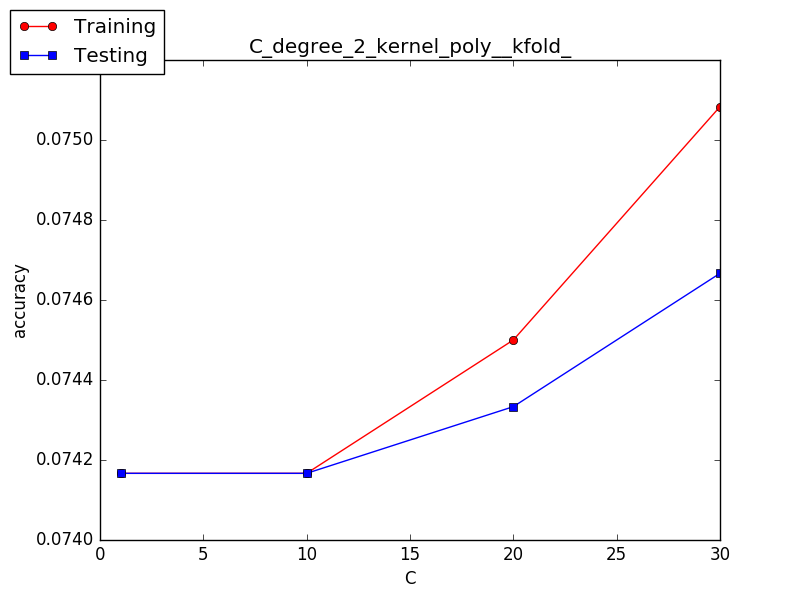 Training
Testing
C_degree_2_kernel_poly__kfold_
0.0750
0.0748
0.0746
0.0744
0.0742
0.0740
accuracy
0 5 10 15 20 25 30
C